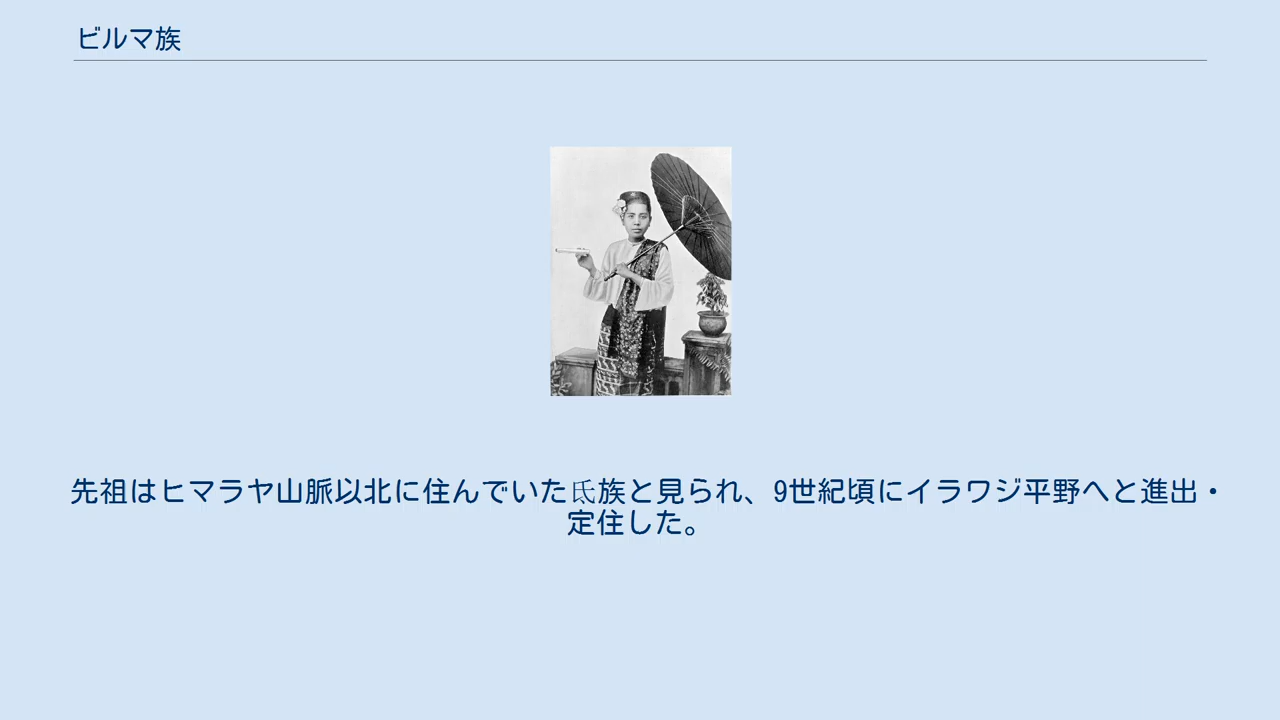 ビルマ族
先祖はヒマラヤ山脈以北に住んでいた氐族と見られ、9世紀頃にイラワジ平野へと進出・
定住した。